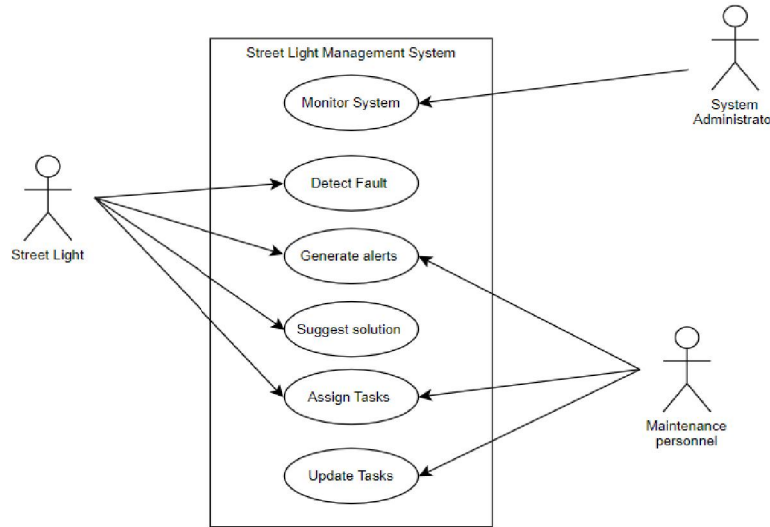 Street Light Management System
Monitor System
System
Administrato
Detect Fault
Street Light
Generate alerts
Suggest solution
Assign Tasks
Maintenance
personnel
Update Tasks